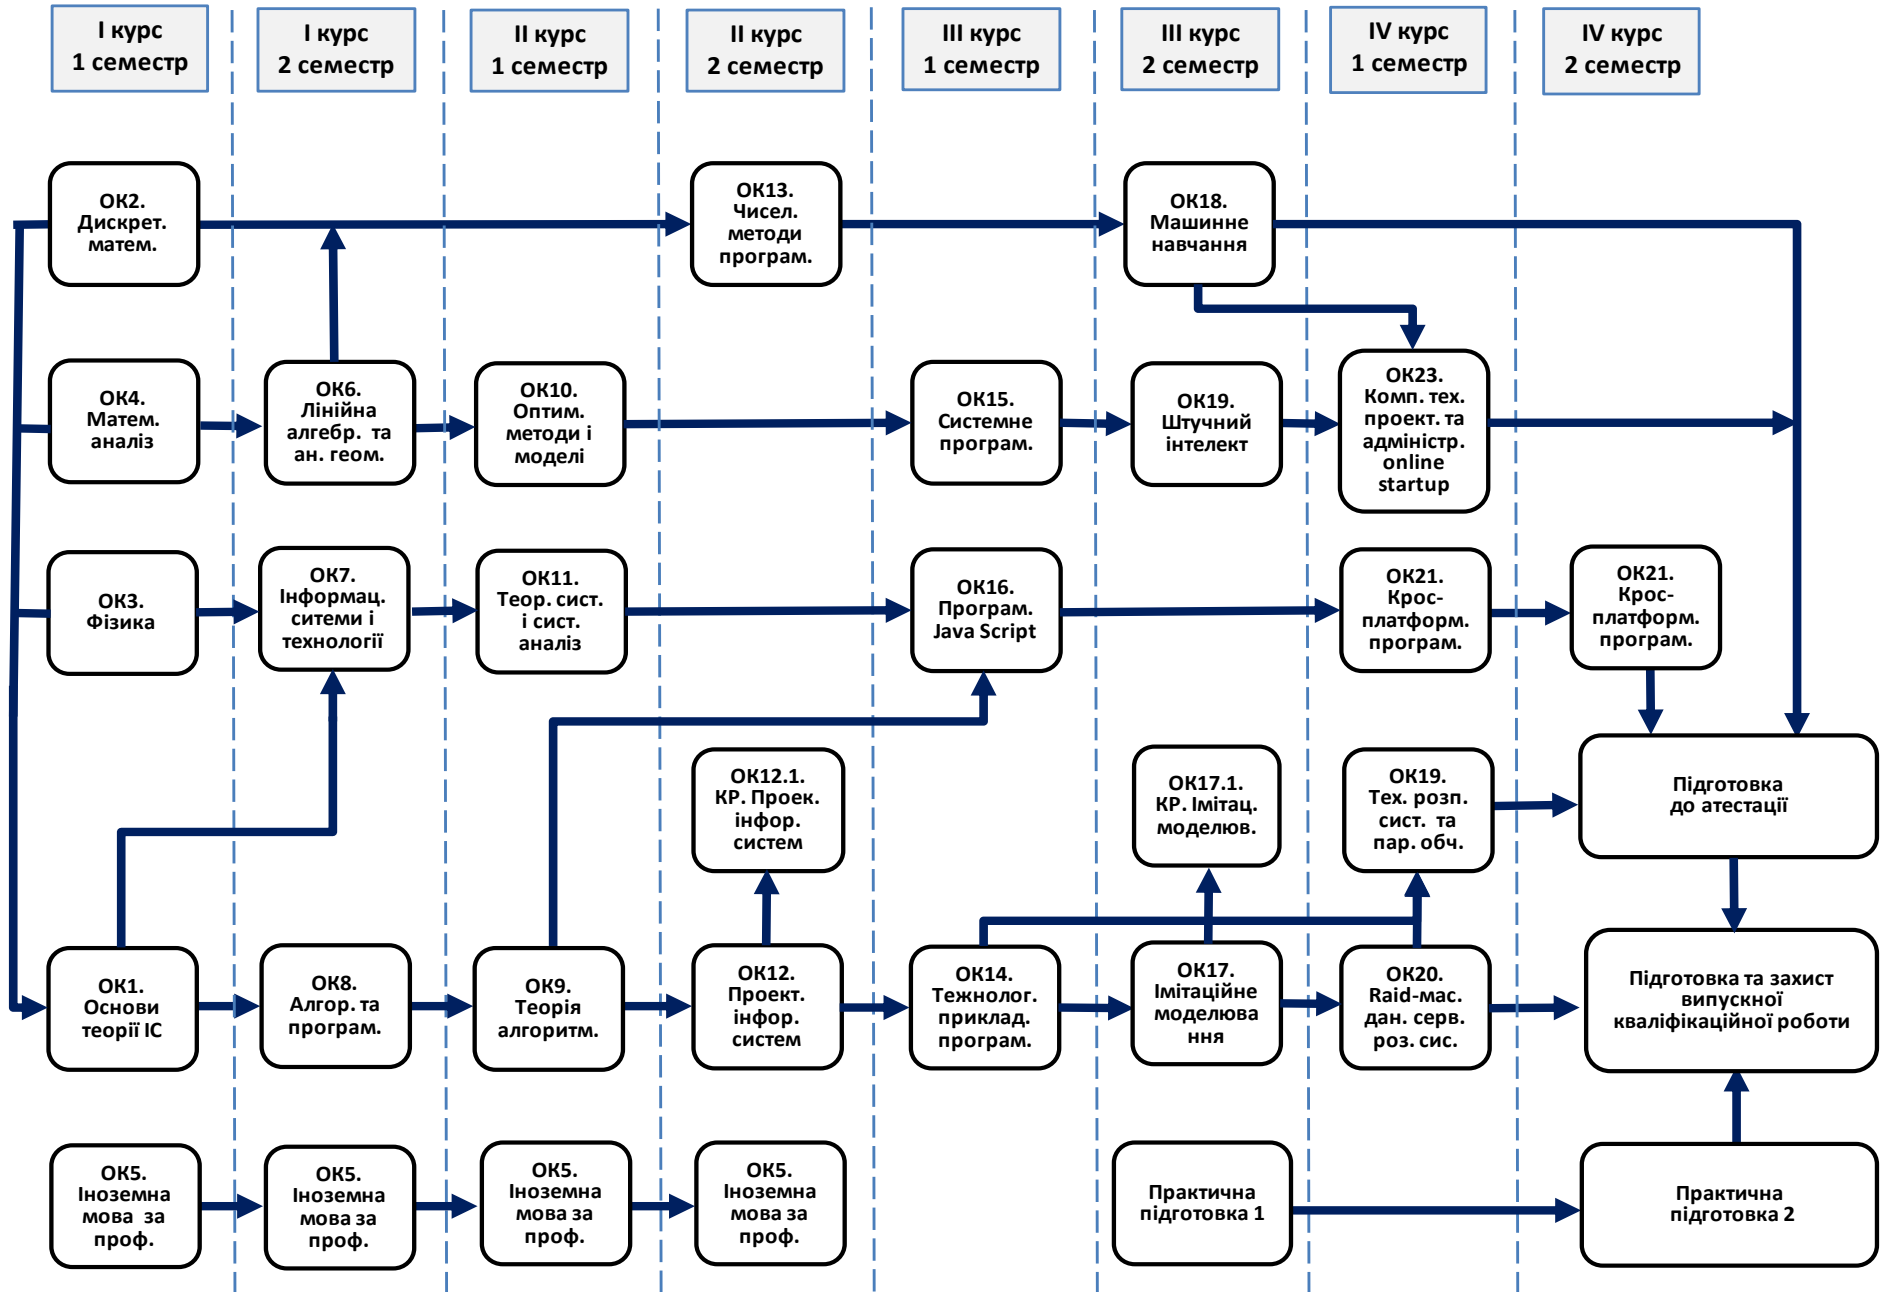 I курс
1 семестр
I курс
2 семестр
II курс
1 семестр
II курс
2 семестр
III курс
1 семестр
III курс
2 семестр
IV курс
1 семестр
IV курс
2 семестр
ОК2.
Дискрет.
матем.
ОК13.
Чисел.
методи
програм.
ОК18.
Машинне
навчання
ОК4.
Матем.
аналіз
ОК6.
Лінійна
алгебр. та
ан. геом.
ОК10.
Оптим.
методи і
моделі
ОК15.
Системне
програм.
ОК19.
Штучний
інтелект
ОК23.
Комп. тех.
проект. та
адміністр.
online
startup
ОК3.
Фізика
ОК7.
Інформац.
ситеми і
технології
ОК11.
Теор. сист.
і сист.
аналіз
ОК16.
Програм.
Java Script
ОК21.
Крос-
платформ.
програм.
ОК21.
Крос-
платформ.
програм.
ОК12.1.
КР. Проек.
інфор.
систем
ОК17.1.
КР. Імітац.
моделюв.
ОК19.
Тех. розп.
сист. та
пар. обч.
Підготовка
до атестації
ОК1.
Основи
теорії ІС
ОК8.
Алгор. та
програм.
ОК9.
Теорія
алгоритм.
ОК12.
Проект.
інфор.
систем
ОК14.
Тежнолог.
приклад.
програм.
ОК17.
Імітаційне
моделюва
ння
ОК20.
Raid-мас.
дан. серв.
роз. сис.
Підготовка та захист
випускної
кваліфікаційної роботи
ОК5.
Іноземна
мова за
проф.
ОК5.
Іноземна
мова за
проф.
ОК5.
Іноземна
мова за
проф.
ОК5.
Іноземна
мова за
проф.
Практична
підготовка 1
Практична
підготовка 2